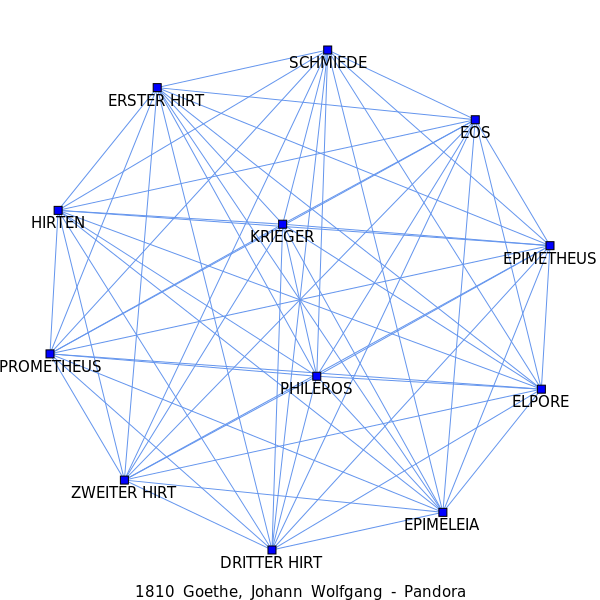 SCHMIEDE
ERSTER HIRT
EOS
HIRTEN
KRIEGER
EPIMETHEUS
PROMETHEUS
PHILEROS
ELPORE
ZWEITER HIRT
EPIMELEIA
DRITTER HIRT
1810 Goethe, Johann Wolfgang - Pandora